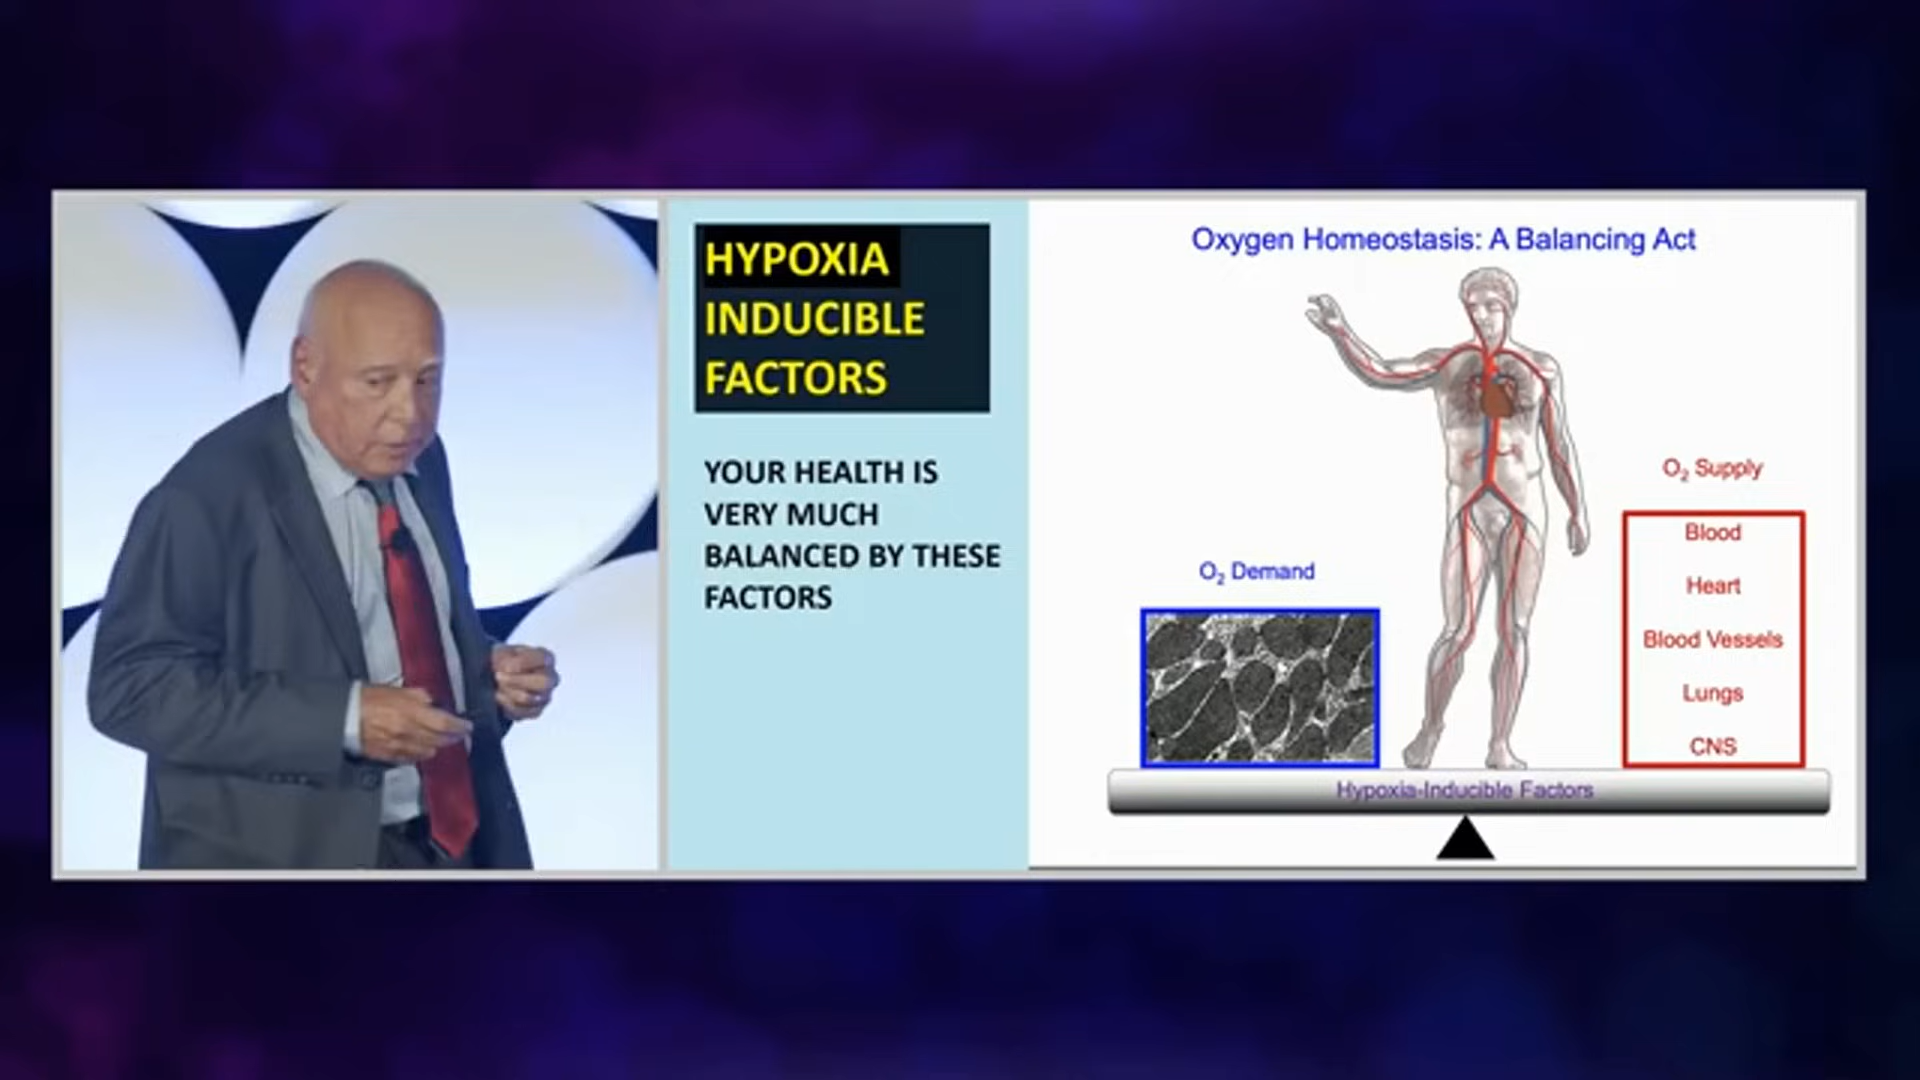 HYPOXIA
INDUCIBLE
FACTORS
YOUR HEALTH IS
VERY MUCH
BALANCED BY THESE
FACTORS
Oxygen Homeostasis: A Balancing Act
O₂ Supply
Blood
Heart
Blood Vessels
Lungs
CNS
O₂ Demand
Hypoxia-Inducible Factors